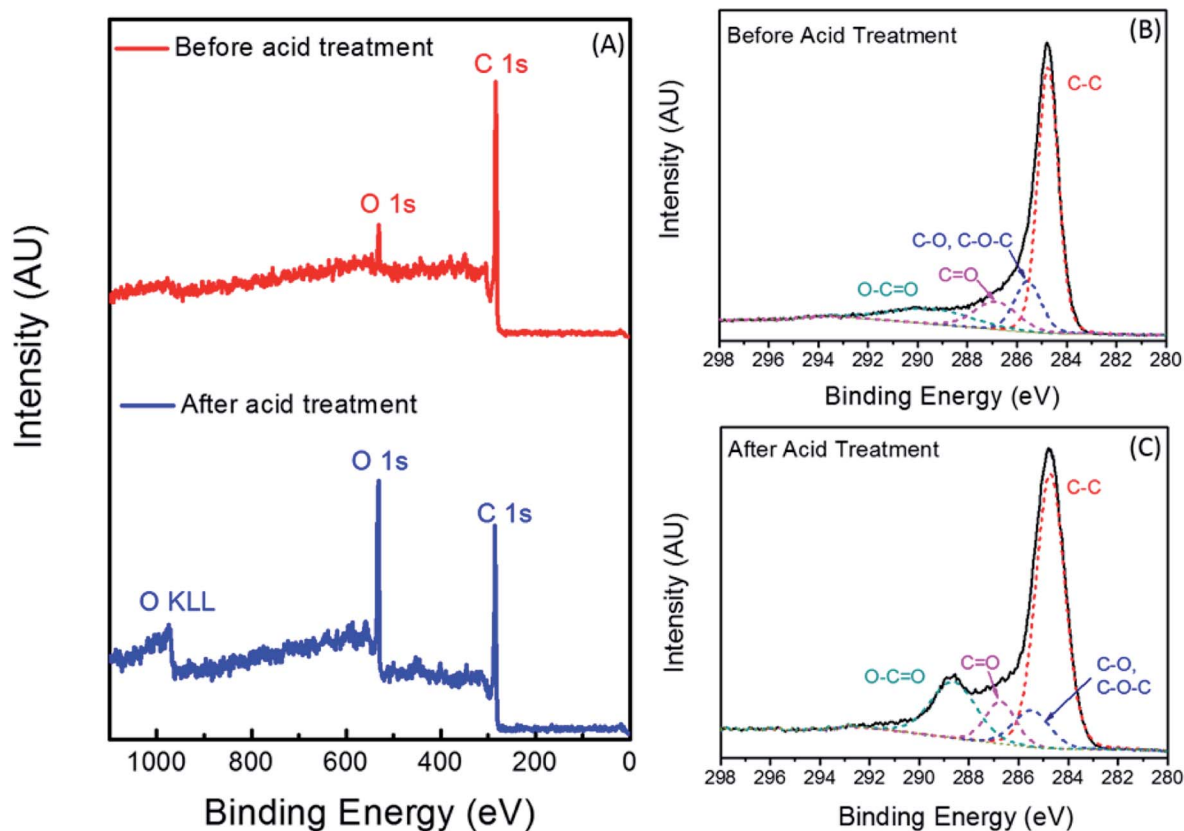 (A)
Before acid treatment
C 1s
O 1s
After acid treatment
O 1s
C 1s
O KLL
Intensity (AU)
1000 800 600 400 200 0
Binding Energy (eV)
(B)
Before Acid Treatment
C-C
C-O, C-O-C
C=O
O-C=O
Intensity (AU)
298 296 294 292 290 288 286 284 282 280
Binding Energy (eV)
(C)
After Acid Treatment
C-C
C=O
O-C=O
C-O,
C-O-C
Intensity (AU)
298 296 294 292 290 288 286 284 282 280
Binding Energy (eV)